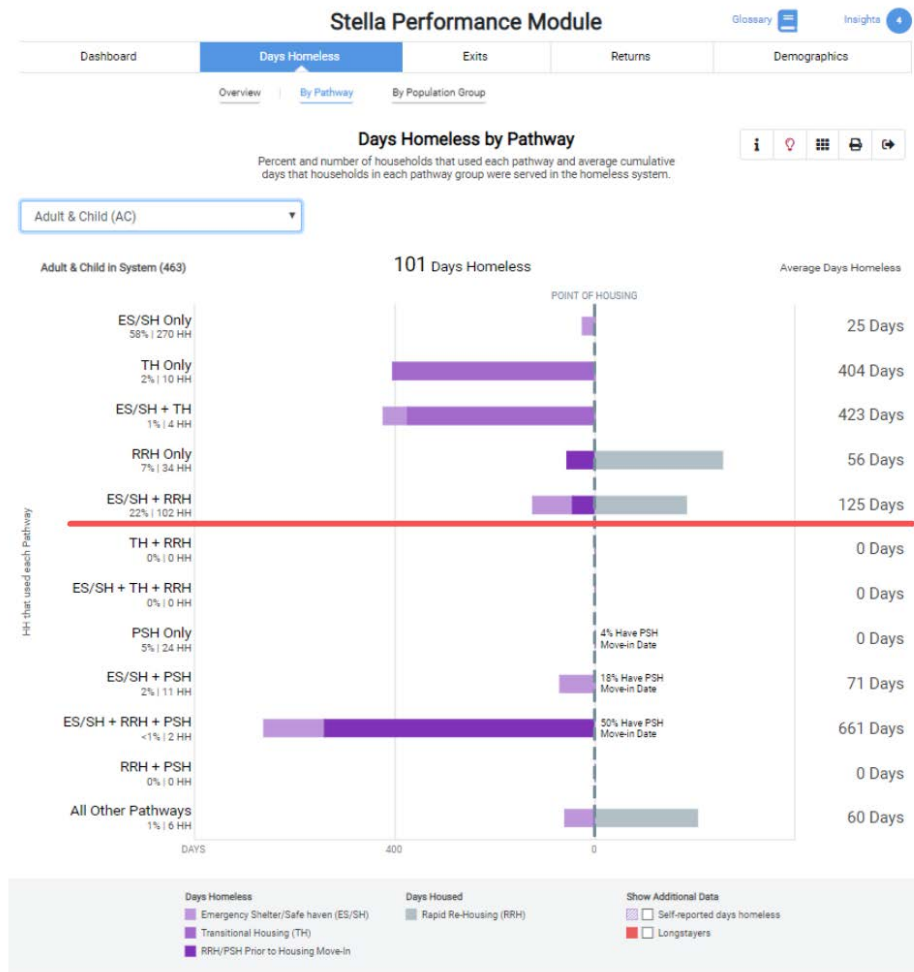 Stella Performance Module
Glossary
Insights 4
Dashboard Days Homeless Exits Returns Demographics
Overview | By Pathway By Population Group
Days Homeless by Pathway
Percent and number of households that used each pathway and average cumulative
days that households in each pathway group were served in the homeless system.
Adult & Child (AC)
Adult & Child in System (463) 101 Days Homeless Average Days Homeless
POINT OF HOUSING
ES/SH Only 25 Days
58% | 270 HH
TH Only 404 Days
2% | 10 HH
ES/SH + TH 423 Days
1% | 4 HH
RRH Only 56 Days
7% | 34 HH
ES/SH + RRH 125 Days
22% | 102 HH
HH that used each Pathway
TH + RRH 0 Days
0% | 0 HH
ES/SH + TH + RRH 0 Days
0% | 0 HH
PSH Only 4% Have PSH 0 Days
5% | 24 HH Move-in Date
ES/SH + PSH 18% Have PSH 71 Days
2% | 11 HH Move-in Date
ES/SH + RRH + PSH 50% Have PSH 661 Days
<1% | 2 HH Move-in Date
RRH + PSH 0 Days
0% | 0 HH
All Other Pathways 60 Days
1% | 6 HH
DAYS 400 0
Days Homeless Days Housed Show Additional Data
Emergency Shelter/Safe haven (ES/SH) Rapid Re-Housing (RRH) Self-reported days homeless
Transitional Housing (TH) Longstayers
RRH/PSH Prior to Housing Move-In